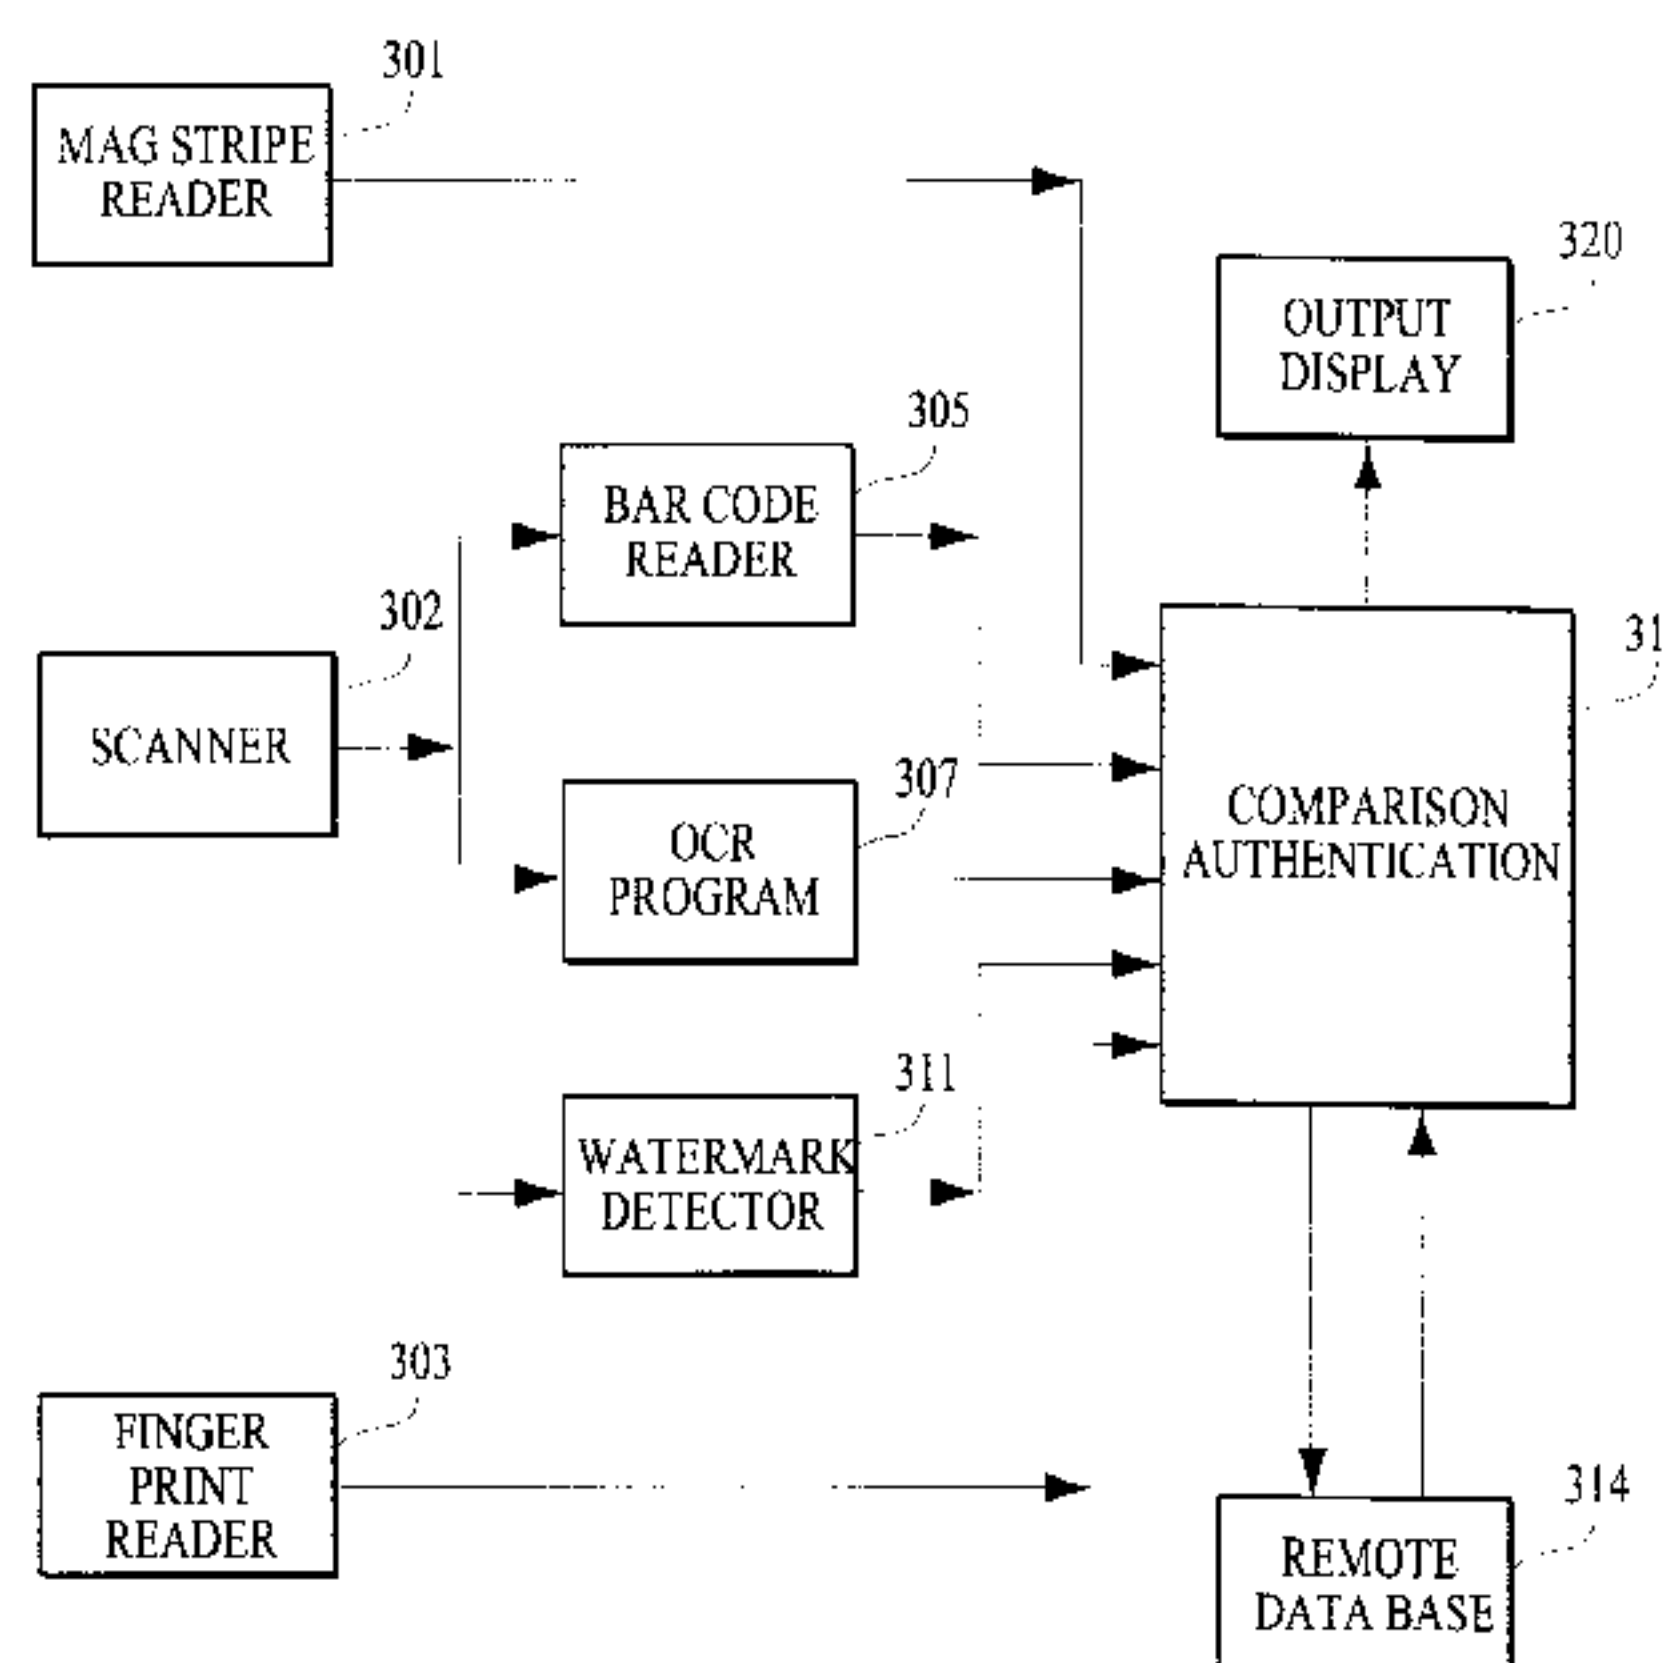 301
MAG STRIPE
READER
320
OUTPUT
DISPLAY
305
BAR CODE
READER
302
SCANNER
31
307
OCR
PROGRAM
COMPARISON
AUTHENTICATION
311
WATERMARK
DETECTOR
303
FINGER
PRINT
READER
314
REMOTE
DATA BASE